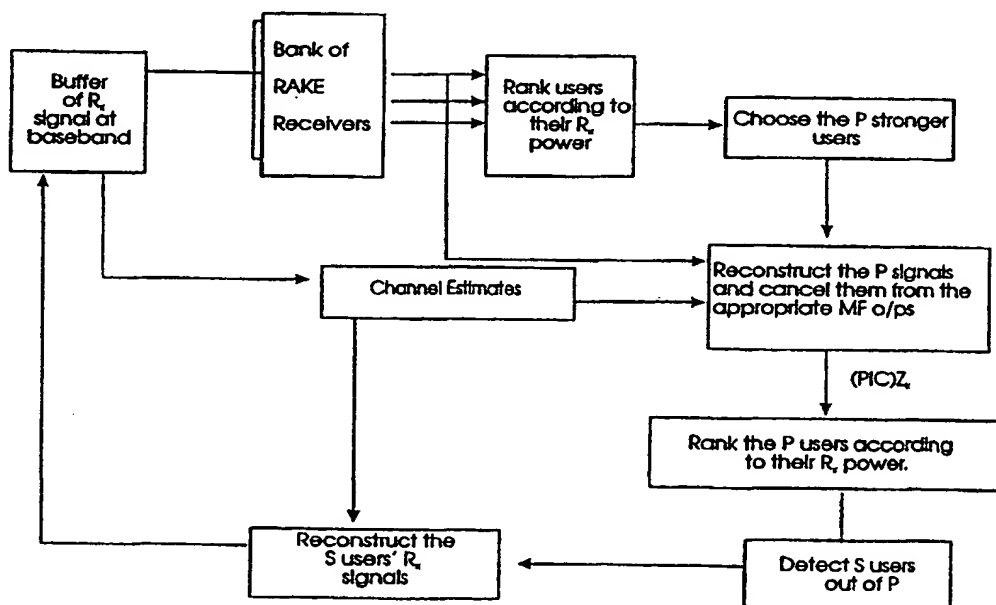 Buffer
of Rx
signal at
baseband
Bank of
RAKE
Receivers
Rank users
according to
their Rx
power
Choose the P stronger
users
Channel Estimates
Reconstruct the P signals
and cancel them from the
appropriate MF o/ps
(PIC)Zx
Rank the P users according
to their Rx power.
Reconstruct the
S users' Rx
signals
Detect S users
out of P